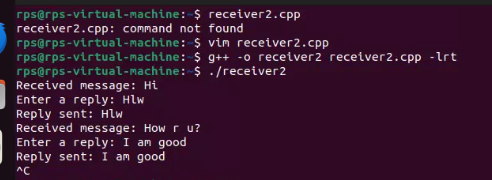 rps@rps-virtual-machine:~$ receiver2.cpp
receiver2.cpp: command not found
rps@rps-virtual-machine:~$ vim receiver2.cpp
rps@rps-virtual-machine:~$ g++ -o receiver2 receiver2.cpp -lrt
rps@rps-virtual-machine:~$ ./receiver2
Received message: Hi
Enter a reply: Hlw
Reply sent: Hlw
Received message: How r u?
Enter a reply: I am good
Reply sent: I am good
^C